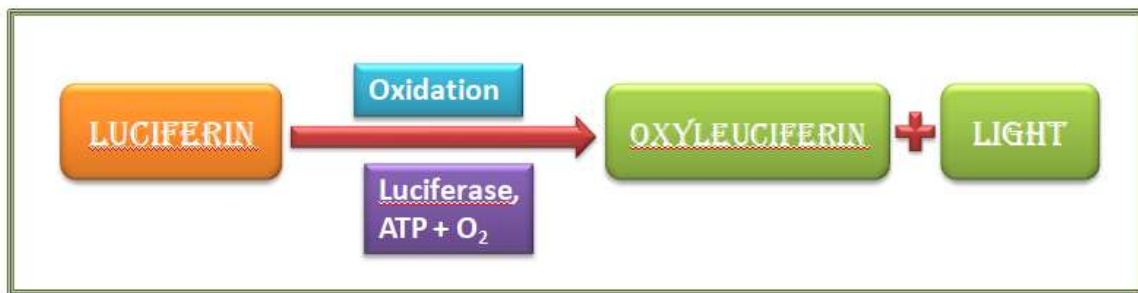 Oxidation
LUCIFERIN
OXYLEUCIFERIN
LIGHT
Luciferase,
ATP + O₂